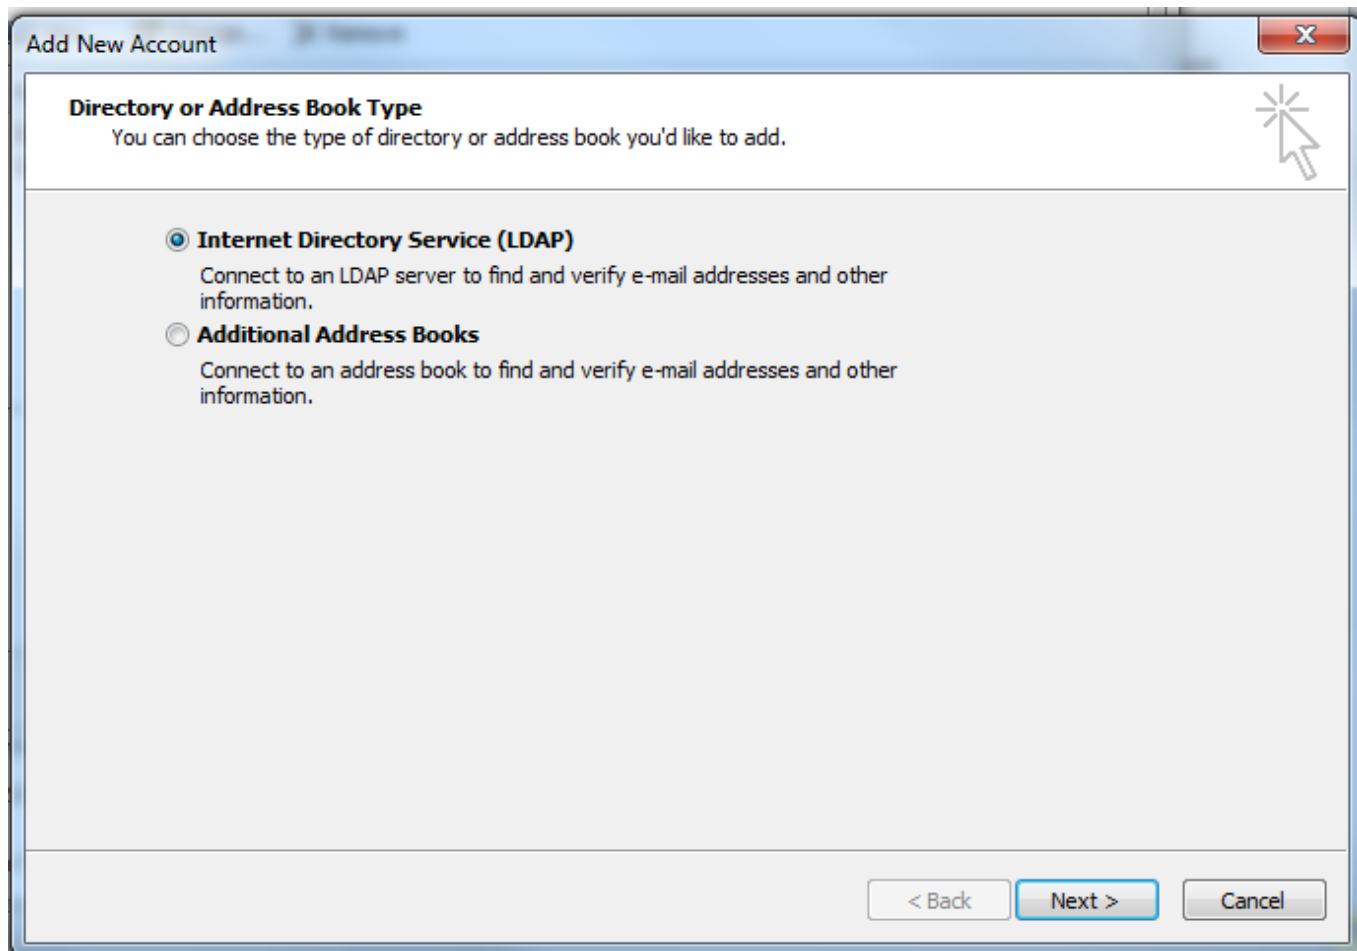 Add New Account
Directory or Address Book Type
You can choose the type of directory or address book you'd like to add.
Internet Directory Service (LDAP)
Connect to an LDAP server to find and verify e-mail addresses and other
information.
Additional Address Books
Connect to an address book to find and verify e-mail addresses and other
information.
< Back
Next >
Cancel